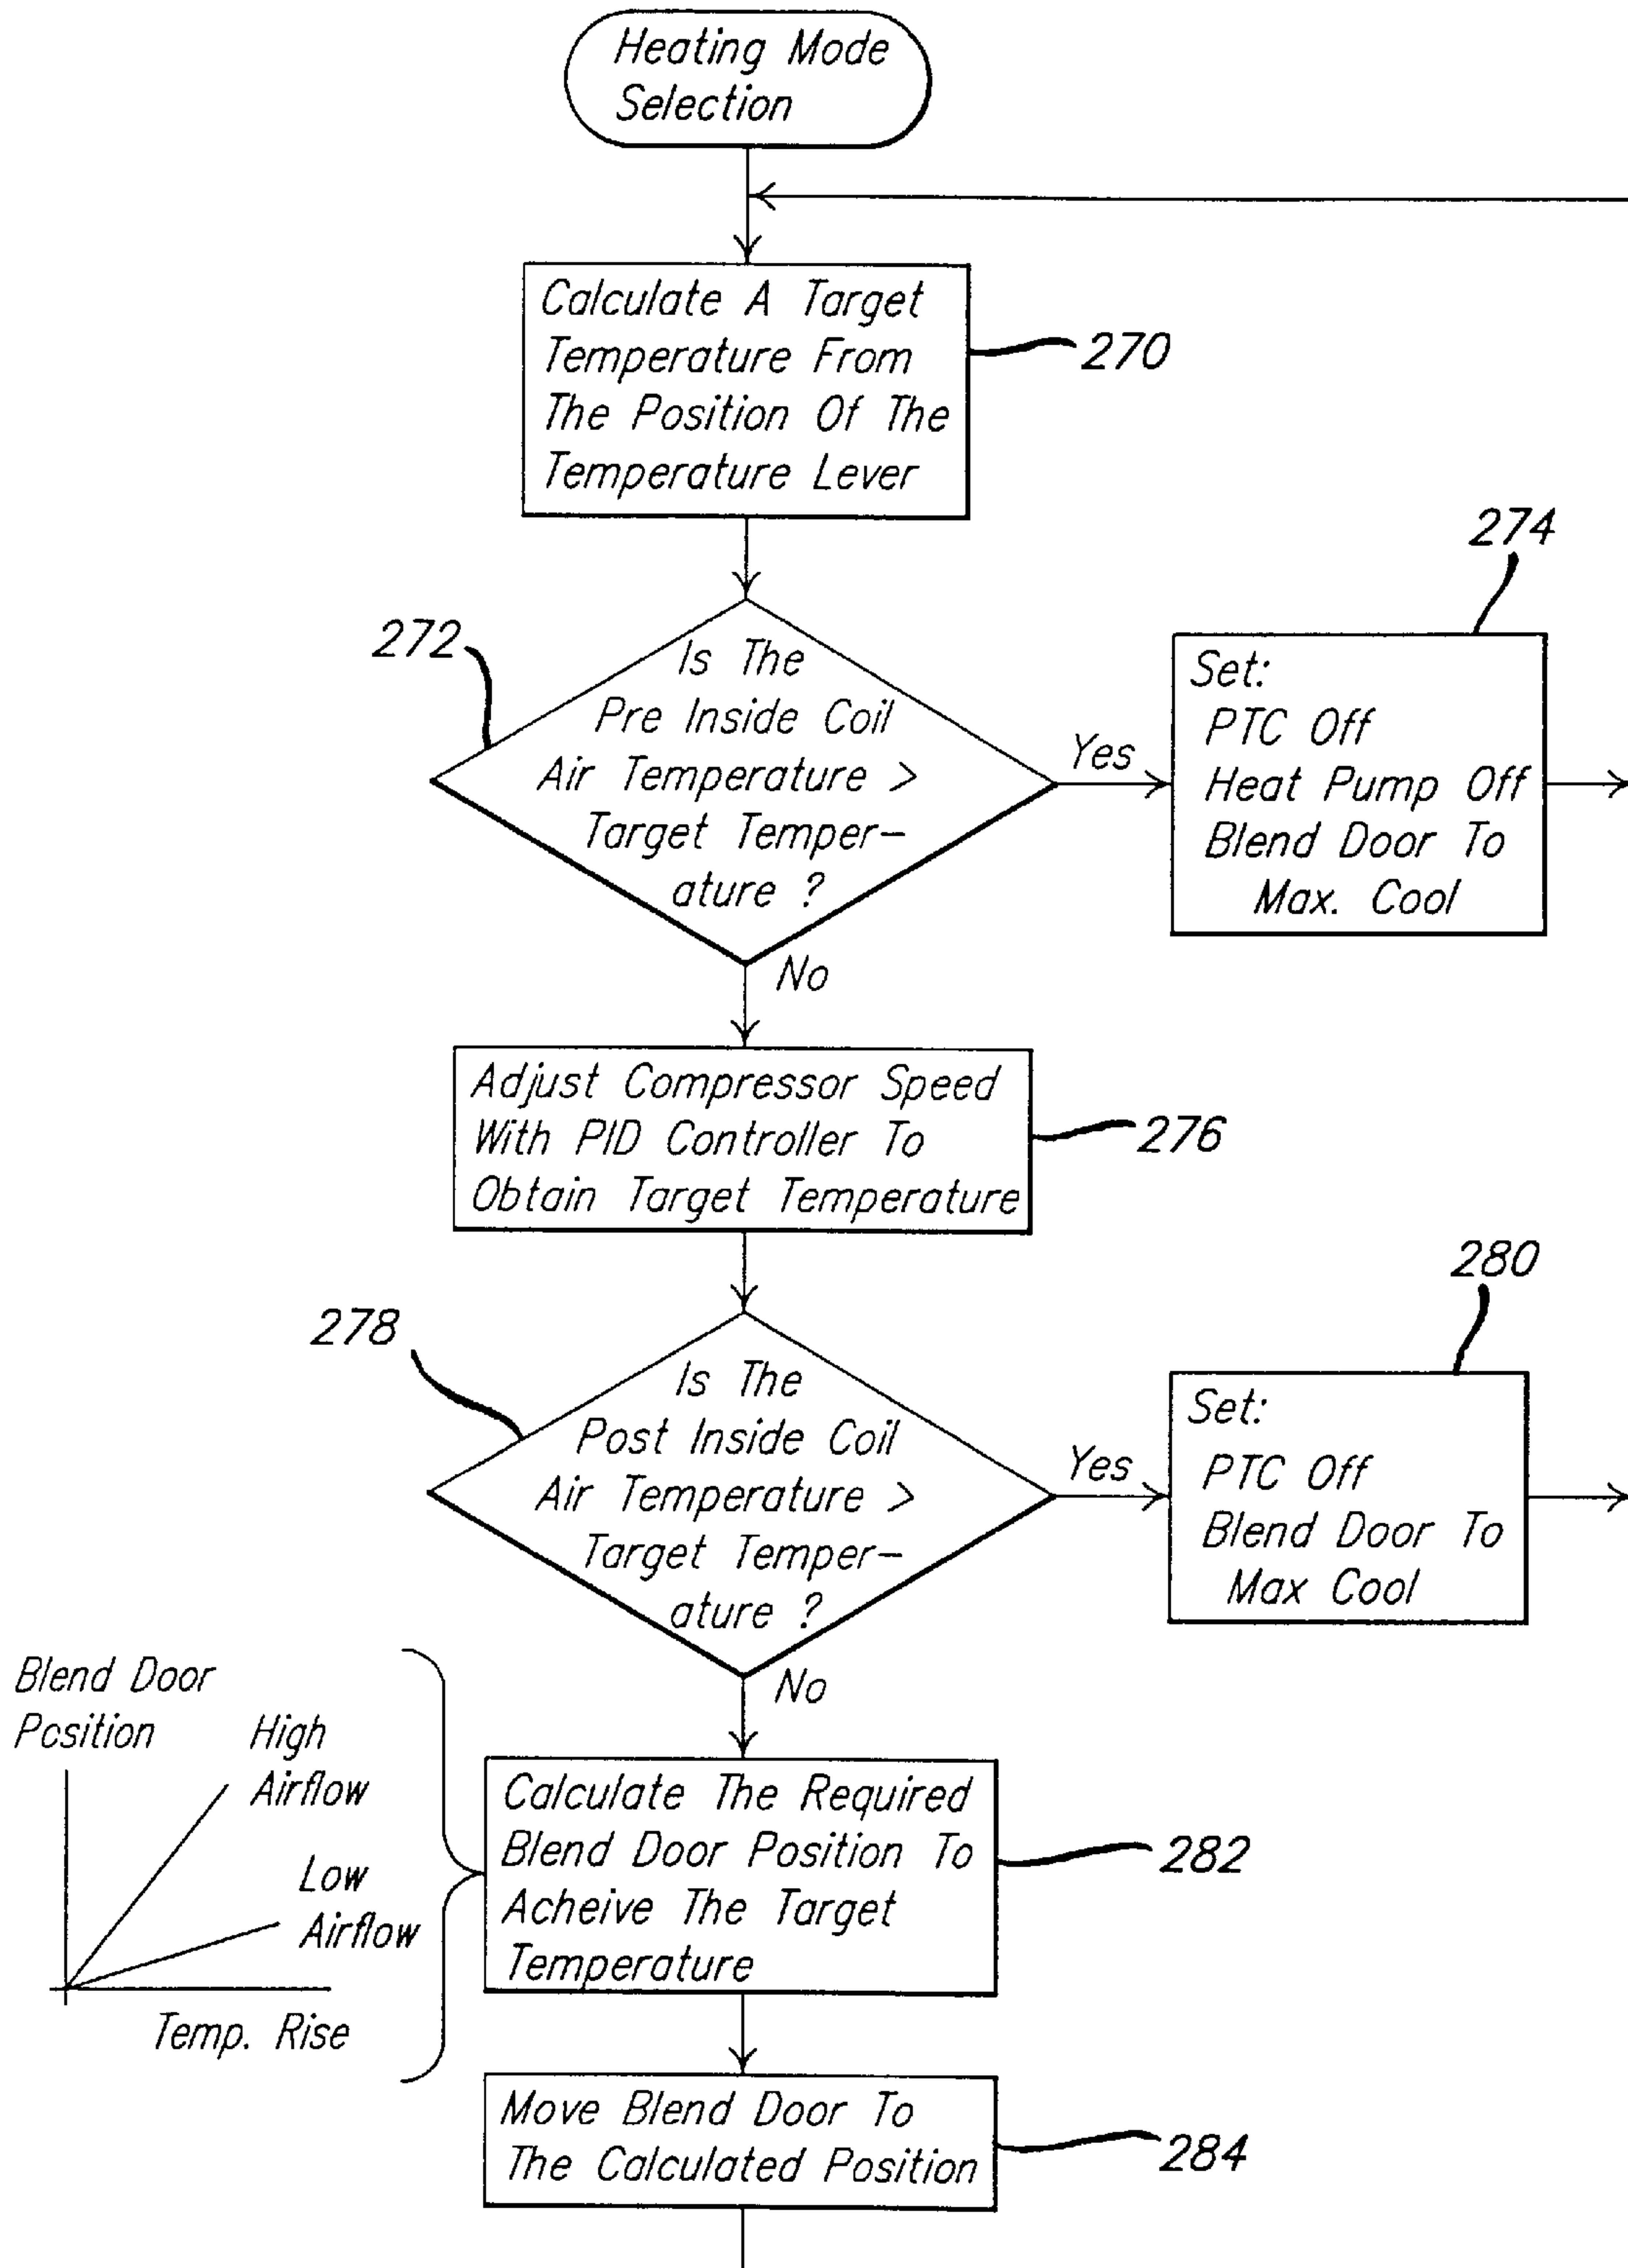 Heating Mode
Selection
Calculate A Target
Temperature From
The Position Of The
Temperature Lever
270
272
Is The
Pre Inside Coil
Air Temperature >
Target Temper-
ature ?
Yes
274
Set:
PTC Off
Heat Pump Off
Blend Door To
Max. Cool
No
Adjust Compressor Speed
With PID Controller To
Obtain Target Temperature
276
278
Is The
Post Inside Coil
Air Temperature >
Target Temper-
ature ?
Yes
280
Set:
PTC Off
Blend Door To
Max Cool
No
Blend Door
Position
High
Airflow
Low
Airflow
Temp. Rise
Calculate The Required
Blend Door Position To
Acheive The Target
Temperature
282
Move Blend Door To
The Calculated Position
284